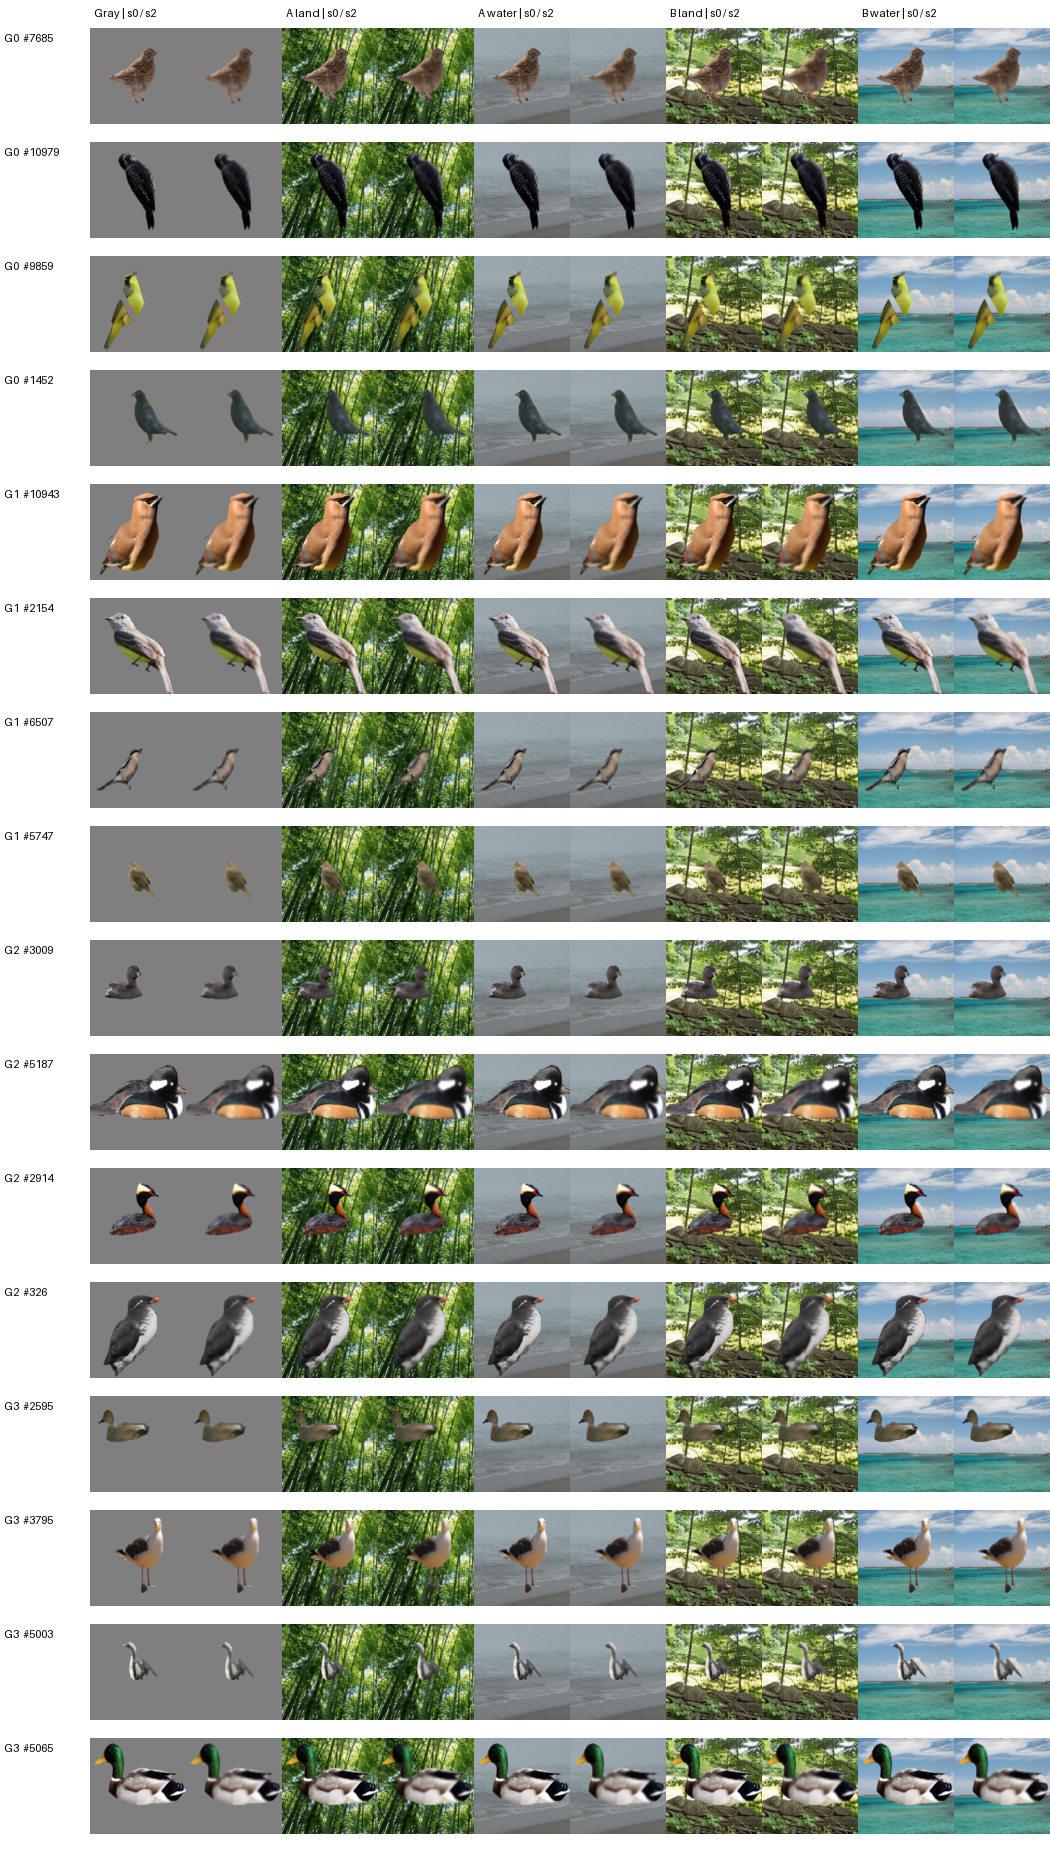 Gray | s0/s2 A land | s0/s2 A water | s0/s2 B land | s0/s2 B water | s0/s2
G0 #7685
G0 #10979
G0 #9859
G0 #1452
G1 #10943
G1 #2154
G1 #6507
G1 #5747
G2 #3009
G2 #5187
G2 #2914
G2 #326
G3 #2595
G3 #3795
G3 #5003
G3 #5065